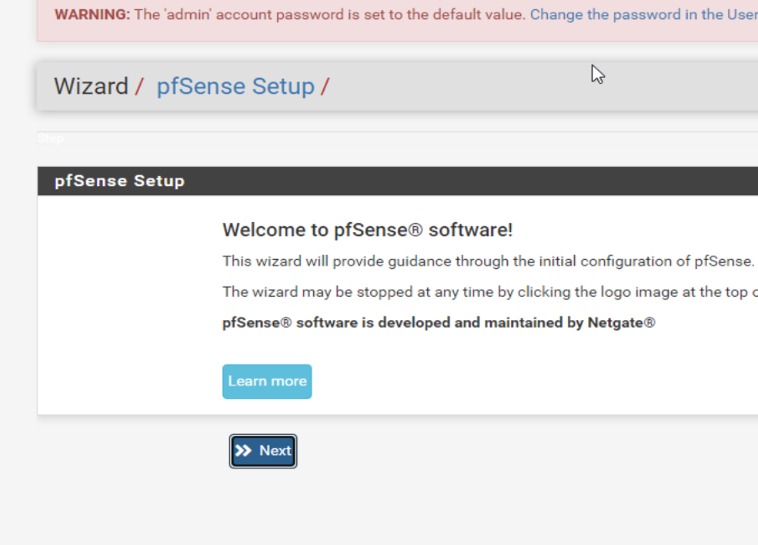 WARNING: The 'admin' account password is set to the default value. Change the password in the User
Wizard / pfSense Setup /
Step
pfSense Setup
Welcome to pfSense® software!
This wizard will provide guidance through the initial configuration of pfSense.
The wizard may be stopped at any time by clicking the logo image at the top
pfSense® software is developed and maintained by Netgate®
Learn more
Next